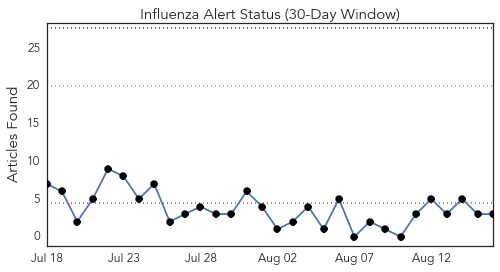 Influenza Alert Status (30-Day Window)
Articles Found
25
20
15
10
5
0
Jul 18
Jul 23
Jul 28
Aug 02
Aug 07
Aug 12